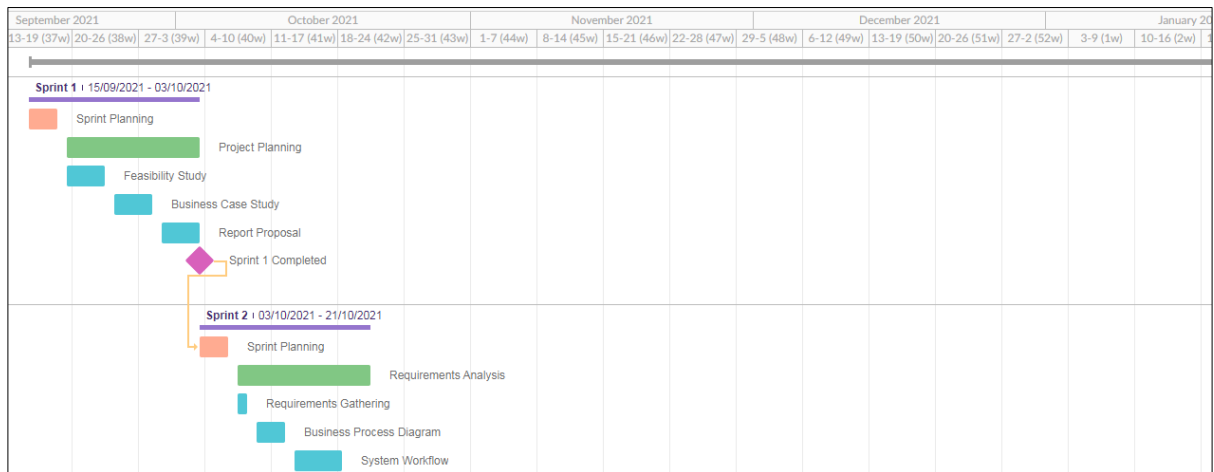 September 2021 October 2021 November 2021 December 2021 January 20
13-19 (37w) 20-26 (38w) 27-3 (39w) 4-10 (40w) 11-17 (41w) 18-24 (42w) 25-31 (43w) 1-7 (44w) 8-14 (45w) 15-21 (46w) 22-28 (47w) 29-5 (48w) 6-12 (49w) 13-19 (50w) 20-26 (51w) 27-2 (52w) 3-9 (1w) 10-16 (2w) 1
Sprint 1 15/09/2021 - 03/10/2021
Sprint Planning
Project Planning
Feasibility Study
Business Case Study
Report Proposal
Sprint 1 Completed
Sprint 2 03/10/2021 - 21/10/2021
Sprint Planning
Requirements Analysis
Requirements Gathering
Business Process Diagram
System Workflow